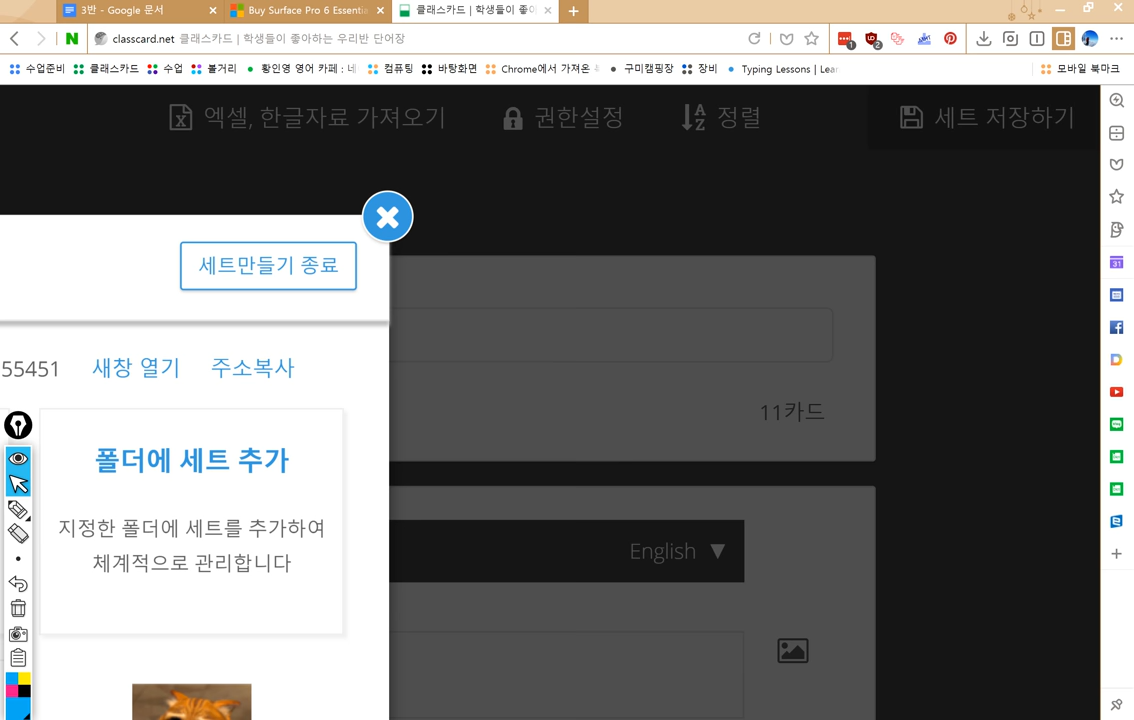 3반 - Google 문서
Buy Surface Pro 6 Essentia
클래스카드 | 학생들이 좋아
classcard.net 클래스카드 | 학생들이 좋아하는 우리반 단어장
수업준비 클래스카드 수업 볼거리 황인영 영어 카페 : 네 컴퓨팅 바탕화면 Chrome에서 가져온 구미캠핑장 장비 Typing Lessons | Lear 모바일 북마크
엑셀, 한글자료 가져오기 권한설정 정렬 세트 저장하기
세트만들기 종료
55451 새창 열기 주소복사
11카드
폴더에 세트 추가
지정한 폴더에 세트를 추가하여
체계적으로 관리합니다
English ▼